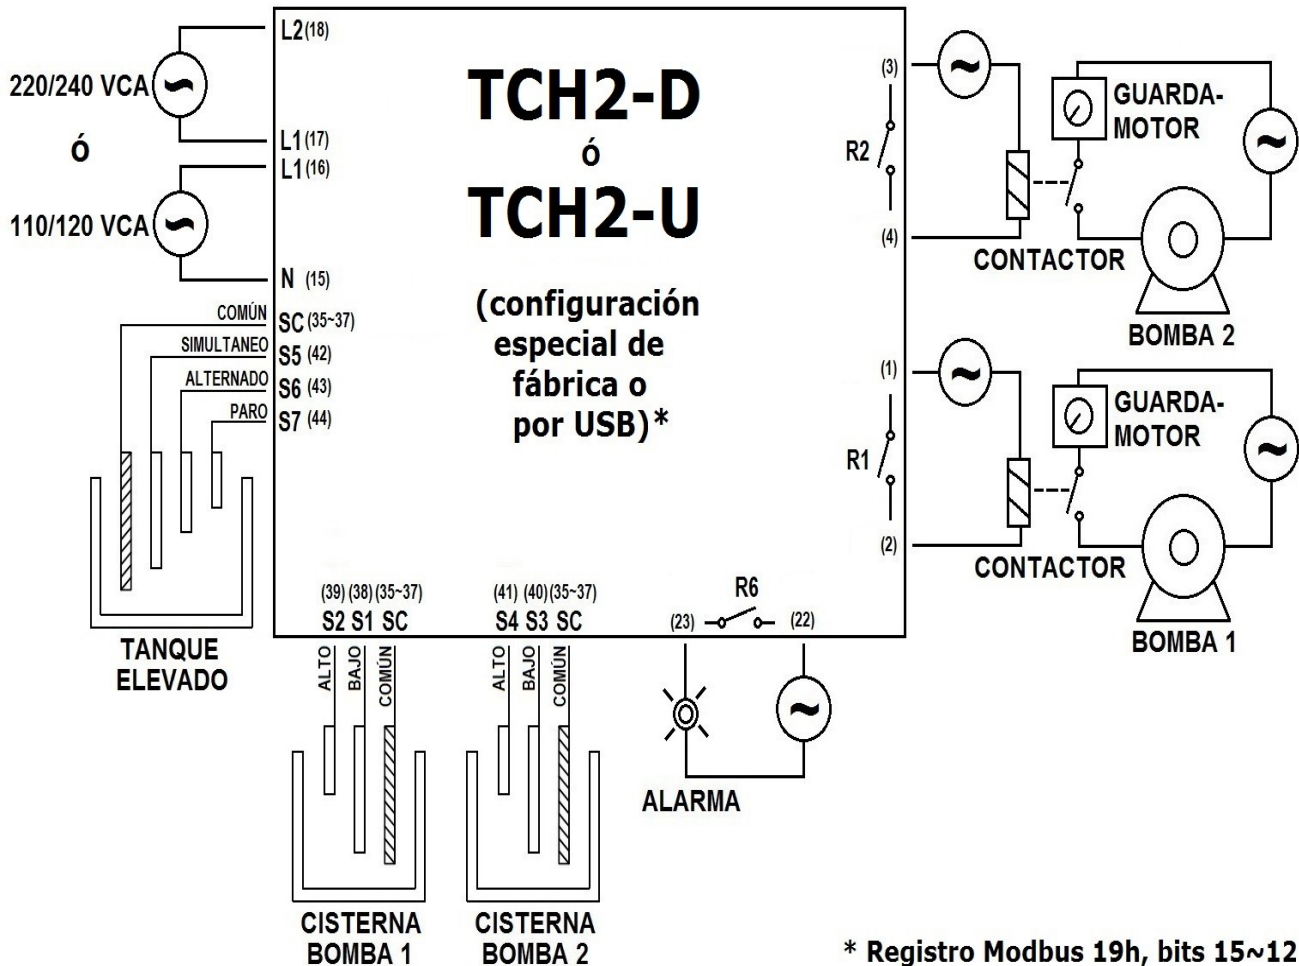 L2 (18)
220/240 VCA
ó
L1 (17)
L1 (16)
110/120 VCA
N (15)
COMÚN
SC (35~37)
SIMULTANEO
S5 (42)
ALTERNADO
S6 (43)
PARO
S7 (44)
TANQUE
ELEVADO
TCH2-D
ó
TCH2-U
(configuración
especial de
fábrica o
por USB)*
(3)
R2
(4)
GUARDA-
MOTOR
CONTACTOR
BOMBA 2
(1)
R1
(2)
GUARDA-
MOTOR
CONTACTOR
BOMBA 1
(39) (38) (35~37)
S2 S1 SC
ALTO
BAJO
COMÚN
CISTERNA
BOMBA 1
(41) (40) (35~37)
S4 S3 SC
ALTO
BAJO
COMÚN
CISTERNA
BOMBA 2
R6
(23) (22)
ALARMA
* Registro Modbus 19h, bits 15~12